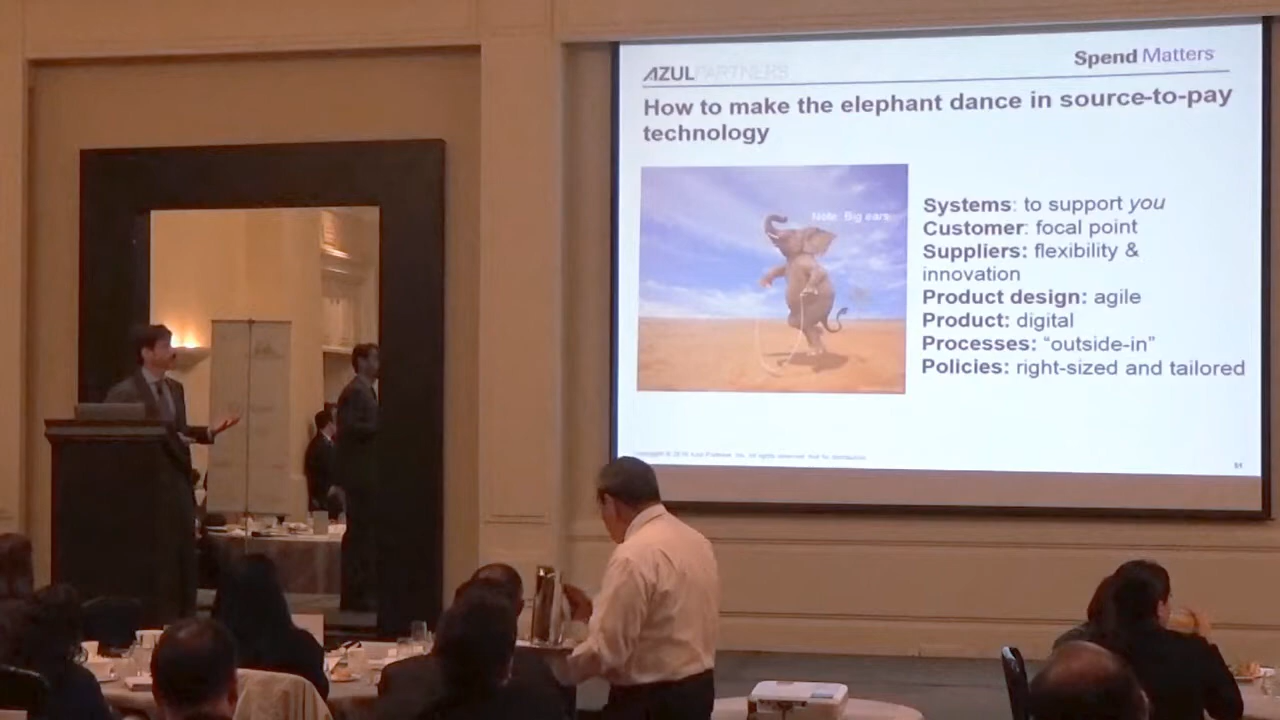 AZULPARTNERS
Spend Matters
How to make the elephant dance in source-to-pay
technology
Note: Big ears
Systems: to support you
Customer: focal point
Suppliers: flexibility &
innovation
Product design: agile
Product: digital
Processes: “outside-in”
Policies: right-sized and tailored
51